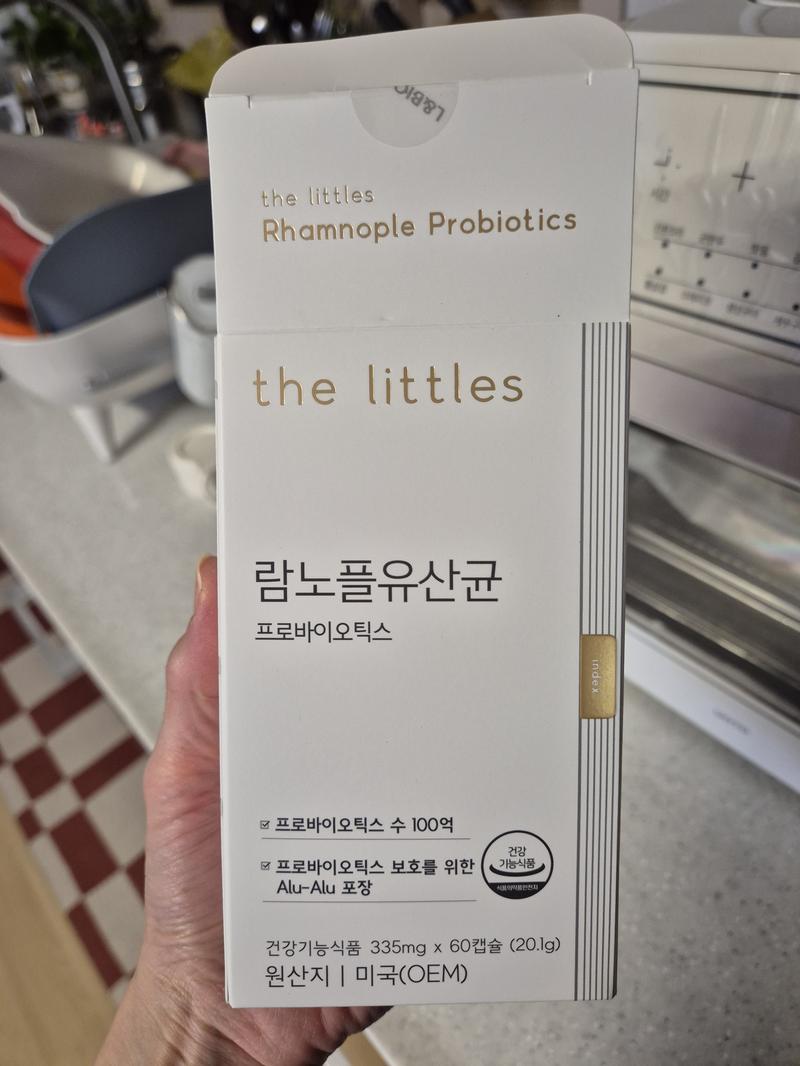 L&BIO
the littles
Rhamnople Probiotics
the littles
람노플유산균
프로바이오틱스
index
프로바이오틱스 수 100억
프로바이오틱스 보호를 위한
Alu-Alu 포장
건강
기능식품
식품의약품안전처
건강기능식품 335mg x 60캡슐 (20.1g)
원산지 | 미국(OEM)
시간